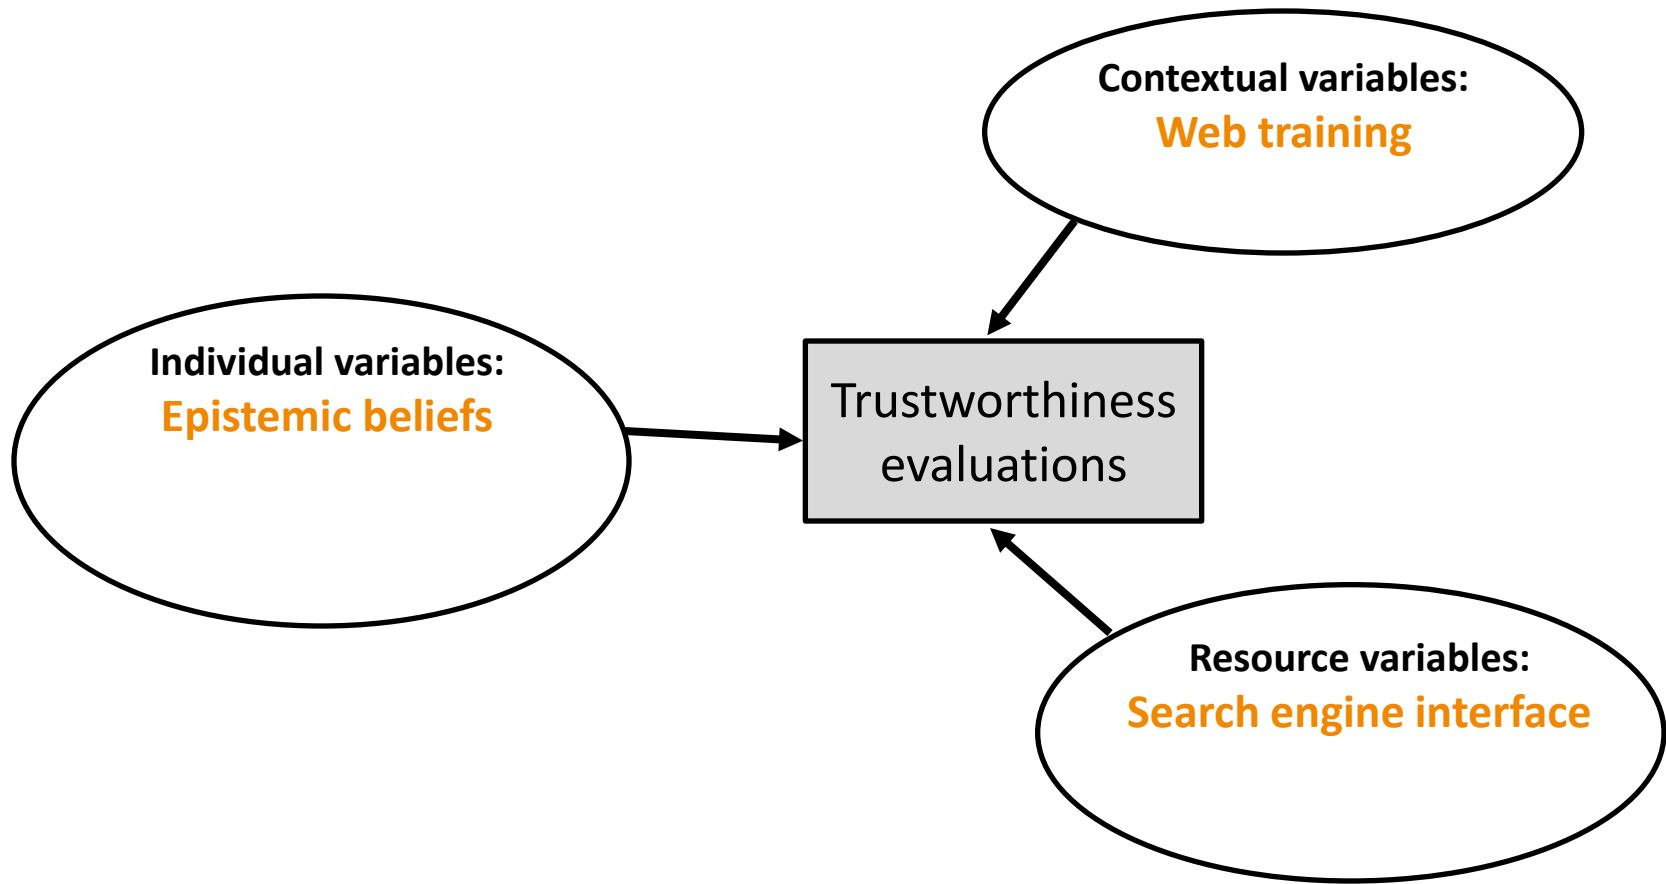 Contextual variables:
Web training
Individual variables:
Epistemic beliefs
Trustworthiness
evaluations
Resource variables:
Search engine interface